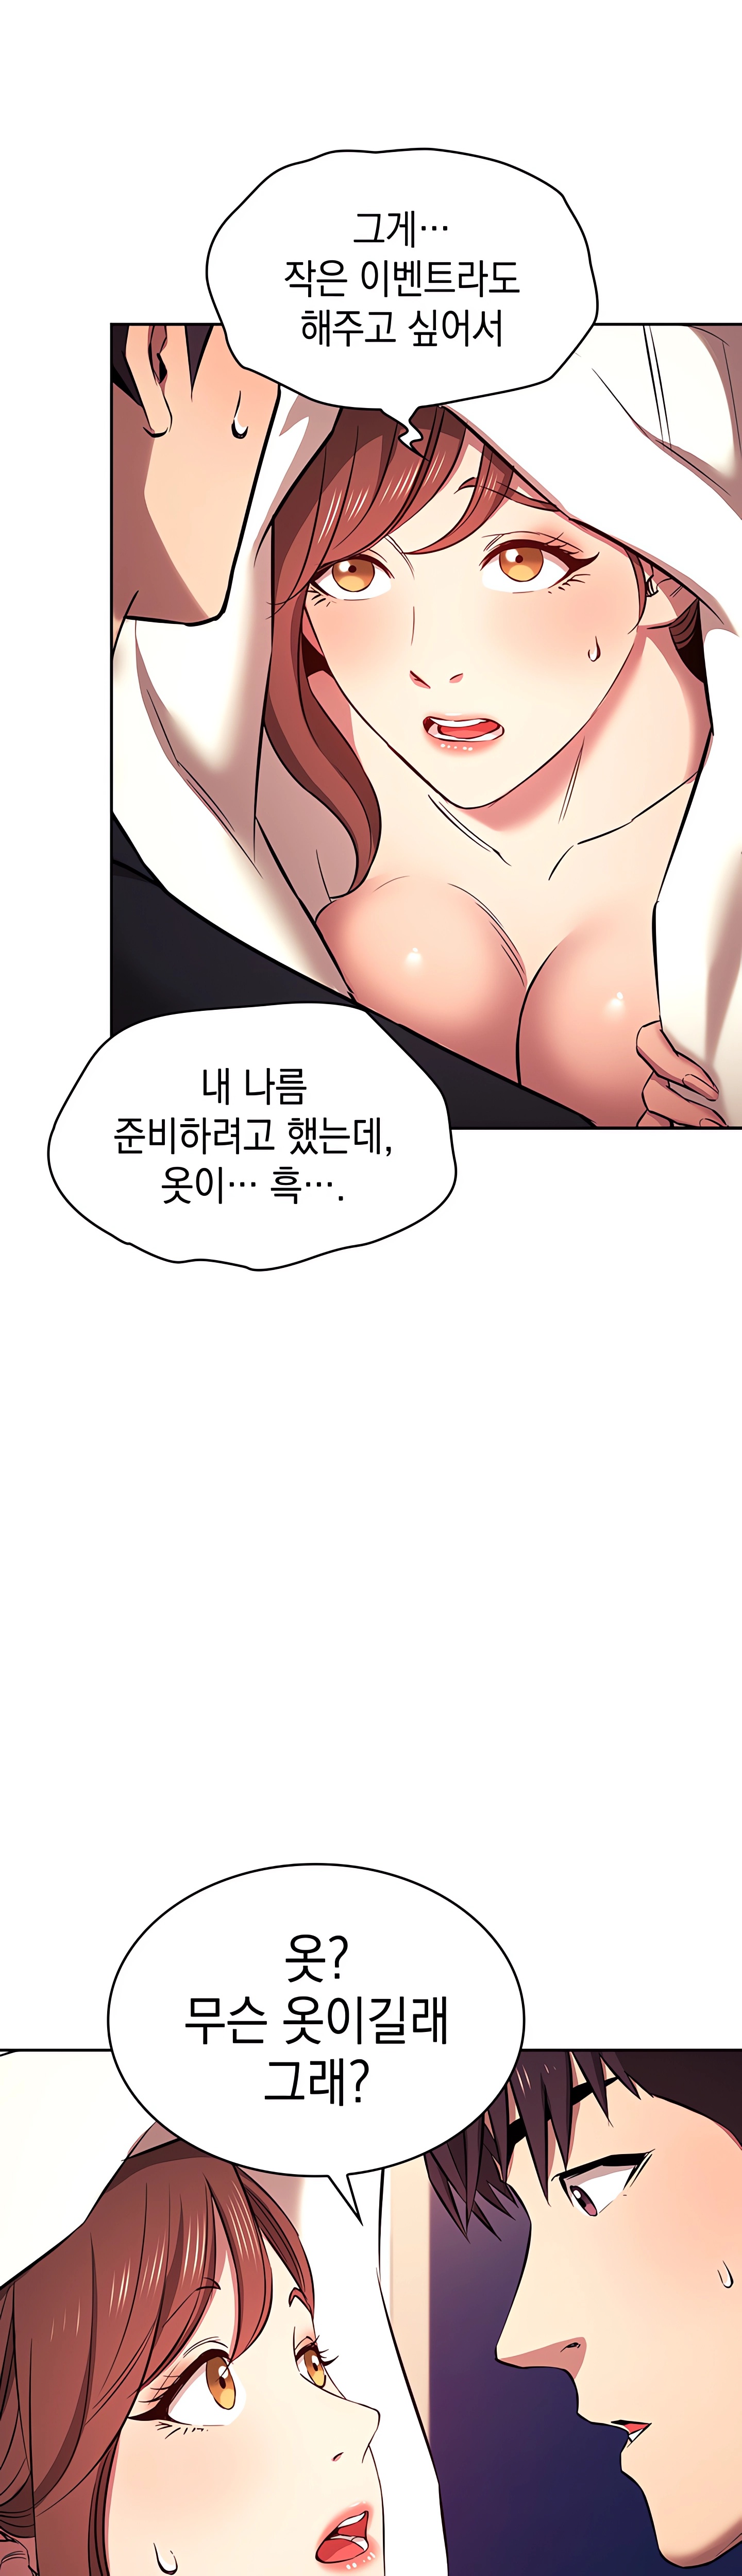 그게…
작은 이벤트라도
해주고 싶어서
내 나름
준비하려고 했는데,
옷이… 흑….
옷?
무슨 옷이길래
그래?